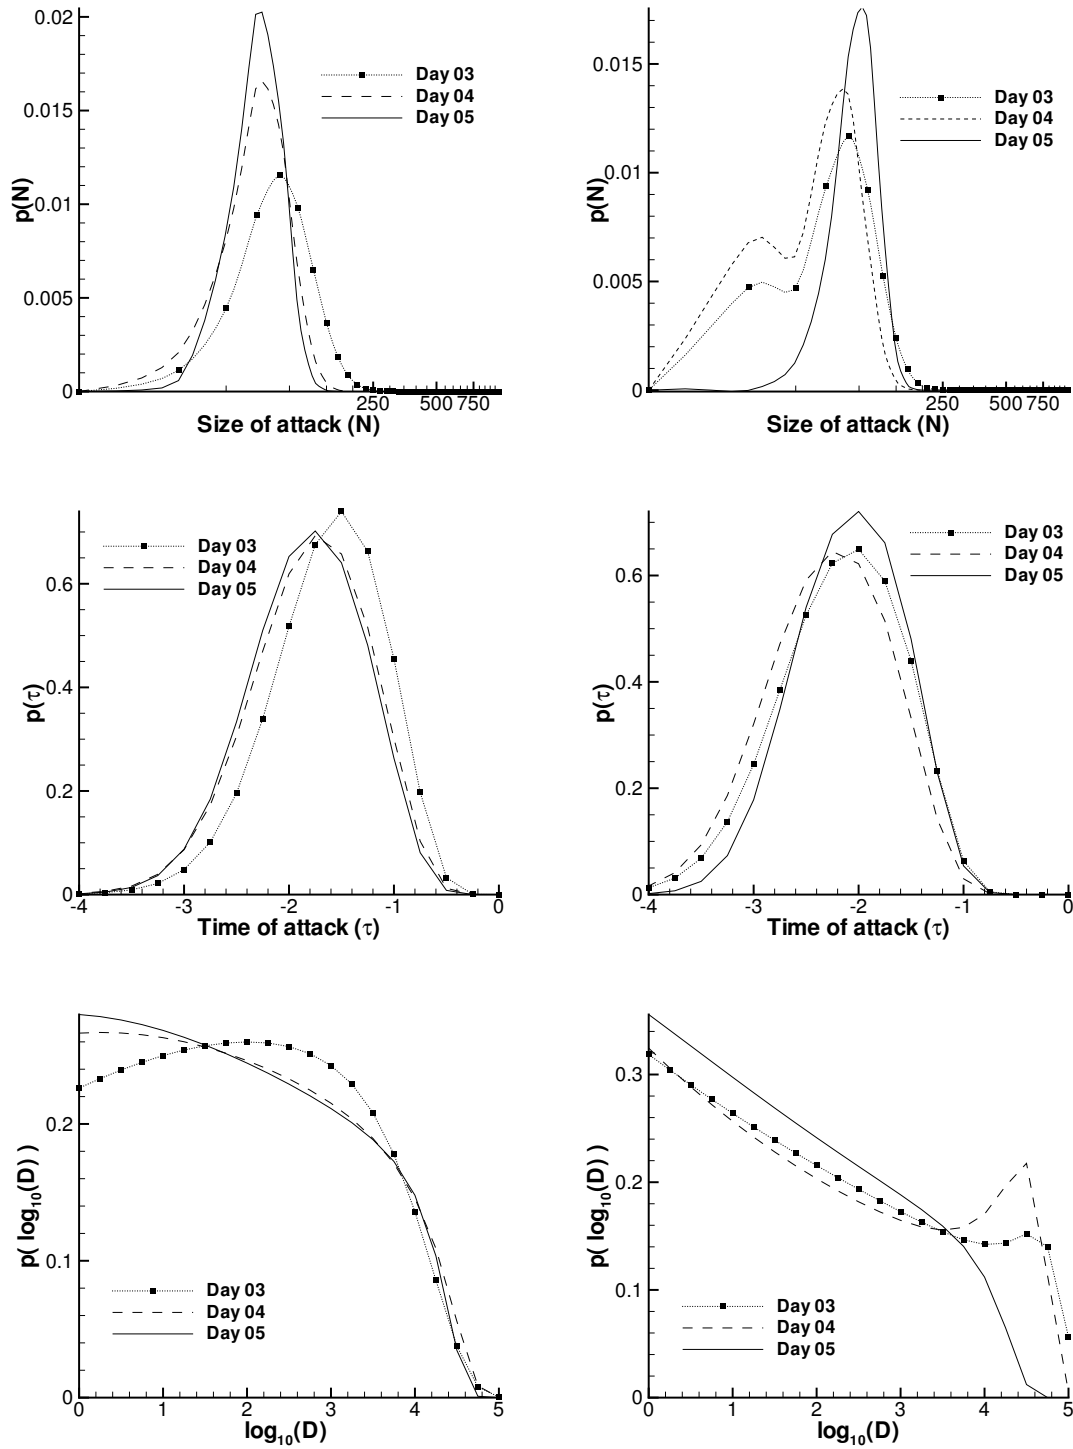 0.02
0.015
0.01
0.005
0
p(N)
Day 03
Day 04
Day 05
250 500 750
Size of attack (N)
0.015
0.01
0.005
0
p(N)
Day 03
Day 04
Day 05
250 500 750
Size of attack (N)
0.6
0.4
0.2
0
p(τ)
Day 03
Day 04
Day 05
-4 -3 -2 -1 0
Time of attack (τ)
0.6
0.4
0.2
0
p(τ)
Day 03
Day 04
Day 05
-4 -3 -2 -1 0
Time of attack (τ)
0.2
0.1
0
p( log₁₀(D) )
Day 03
Day 04
Day 05
0 1 2 3 4 5
log₁₀(D)
0.3
0.2
0.1
0
p( log₁₀(D) )
Day 03
Day 04
Day 05
0 1 2 3 4 5
log₁₀(D)